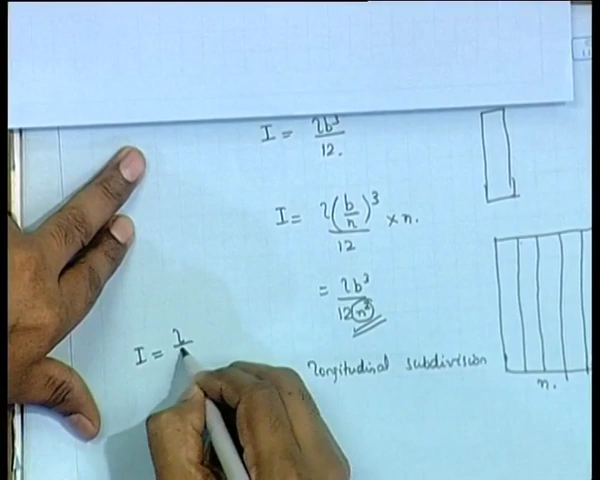 I = lb³/12.
I = l(b/n)³/12 × n.
= lb³/12n²
longitudinal subdivision
n.
I = l